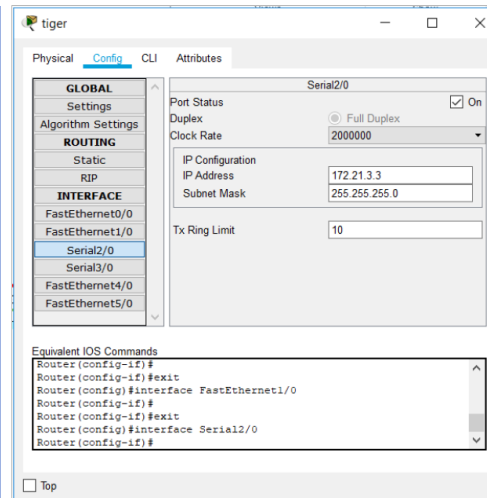 tiger
Physical Config CLI Attributes
GLOBAL
Settings
Algorithm Settings
ROUTING
Static
RIP
INTERFACE
FastEthernet0/0
FastEthernet1/0
Serial2/0
Serial3/0
FastEthernet4/0
FastEthernet5/0
Serial2/0
Port Status On
Duplex Full Duplex
Clock Rate 2000000
IP Configuration
IP Address 172.21.3.3
Subnet Mask 255.255.255.0
Tx Ring Limit 10
Equivalent IOS Commands
Router(config-if)#
Router(config-if)#exit
Router(config)#interface FastEthernet1/0
Router(config-if)#
Router(config-if)#exit
Router(config)#interface Serial2/0
Router(config-if)#
Top